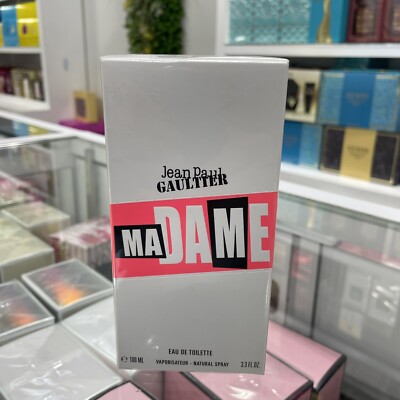 Jean Paul
GAULTIER
MADAME
EAU DE TOILETTE
℮ 100 ML VAPORISATEUR - NATURAL SPRAY 3.3 FL.OZ